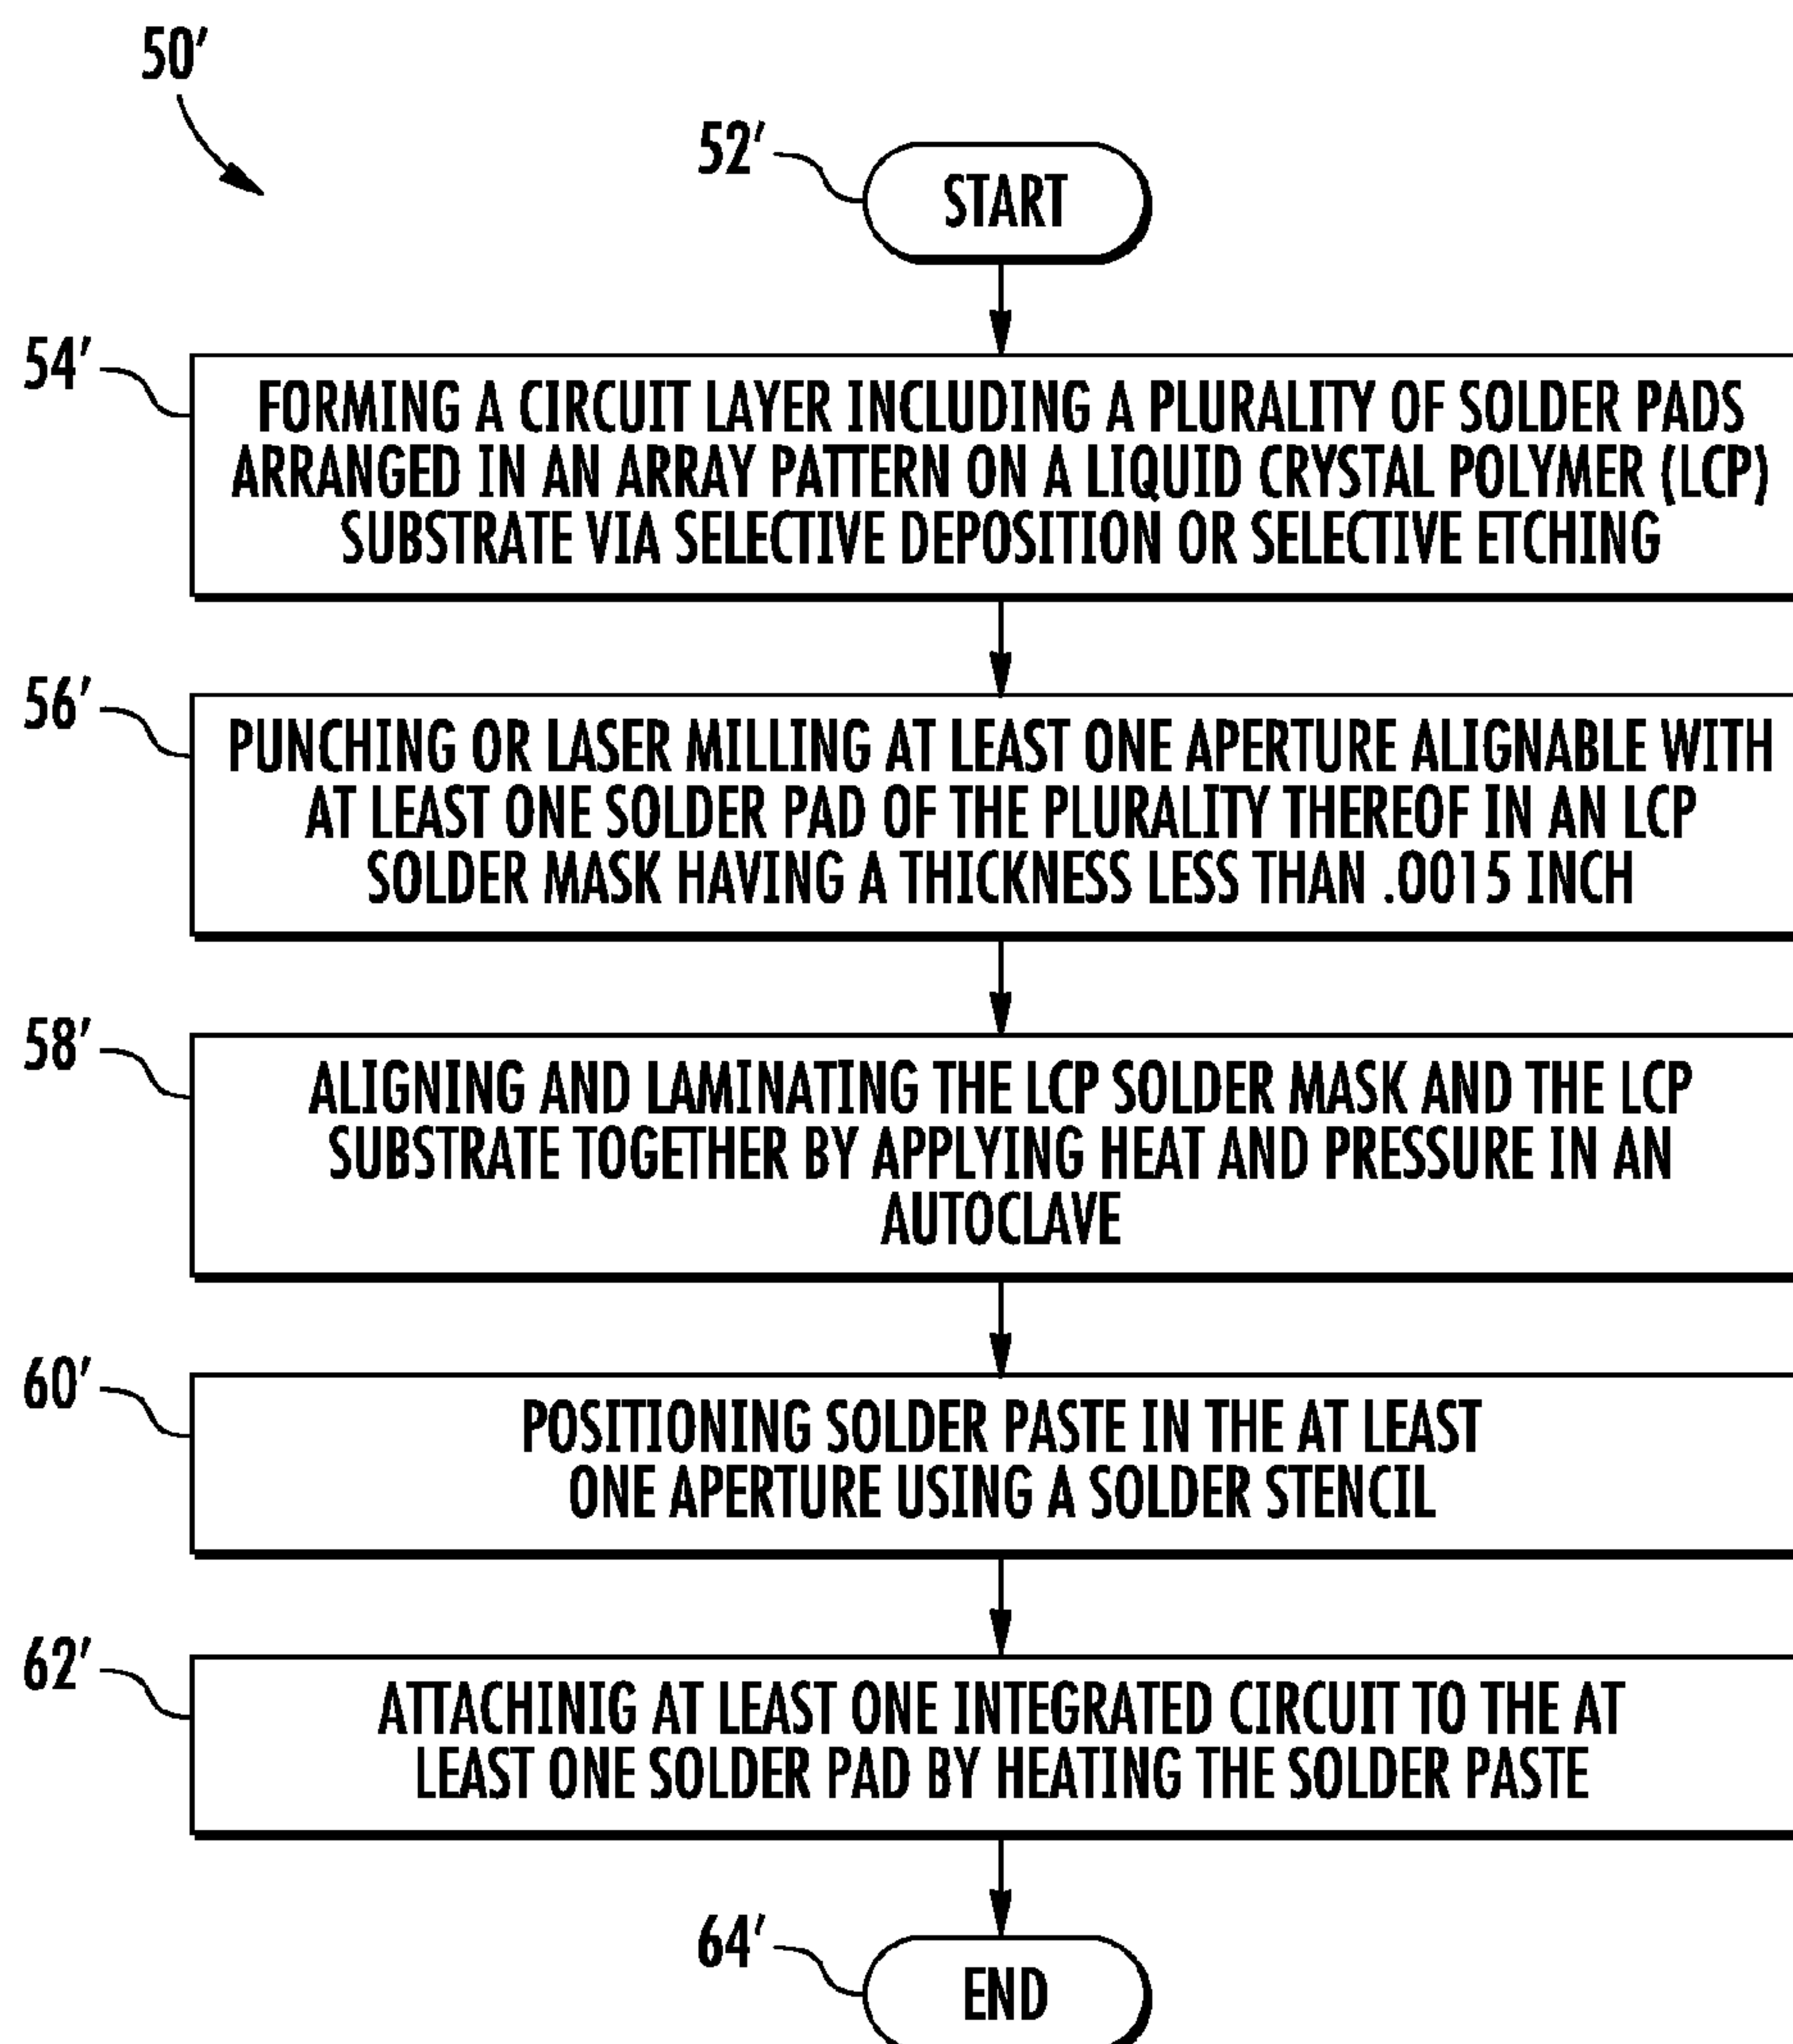 50′
52′
START
54′
FORMING A CIRCUIT LAYER INCLUDING A PLURALITY OF SOLDER PADS
ARRANGED IN AN ARRAY PATTERN ON A LIQUID CRYSTAL POLYMER (LCP)
SUBSTRATE VIA SELECTIVE DEPOSITION OR SELECTIVE ETCHING
56′
PUNCHING OR LASER MILLING AT LEAST ONE APERTURE ALIGNABLE WITH
AT LEAST ONE SOLDER PAD OF THE PLURALITY THEREOF IN AN LCP
SOLDER MASK HAVING A THICKNESS LESS THAN .0015 INCH
58′
ALIGNING AND LAMINATING THE LCP SOLDER MASK AND THE LCP
SUBSTRATE TOGETHER BY APPLYING HEAT AND PRESSURE IN AN
AUTOCLAVE
60′
POSITIONING SOLDER PASTE IN THE AT LEAST
ONE APERTURE USING A SOLDER STENCIL
62′
ATTACHINIG AT LEAST ONE INTEGRATED CIRCUIT TO THE AT
LEAST ONE SOLDER PAD BY HEATING THE SOLDER PASTE
64′
END